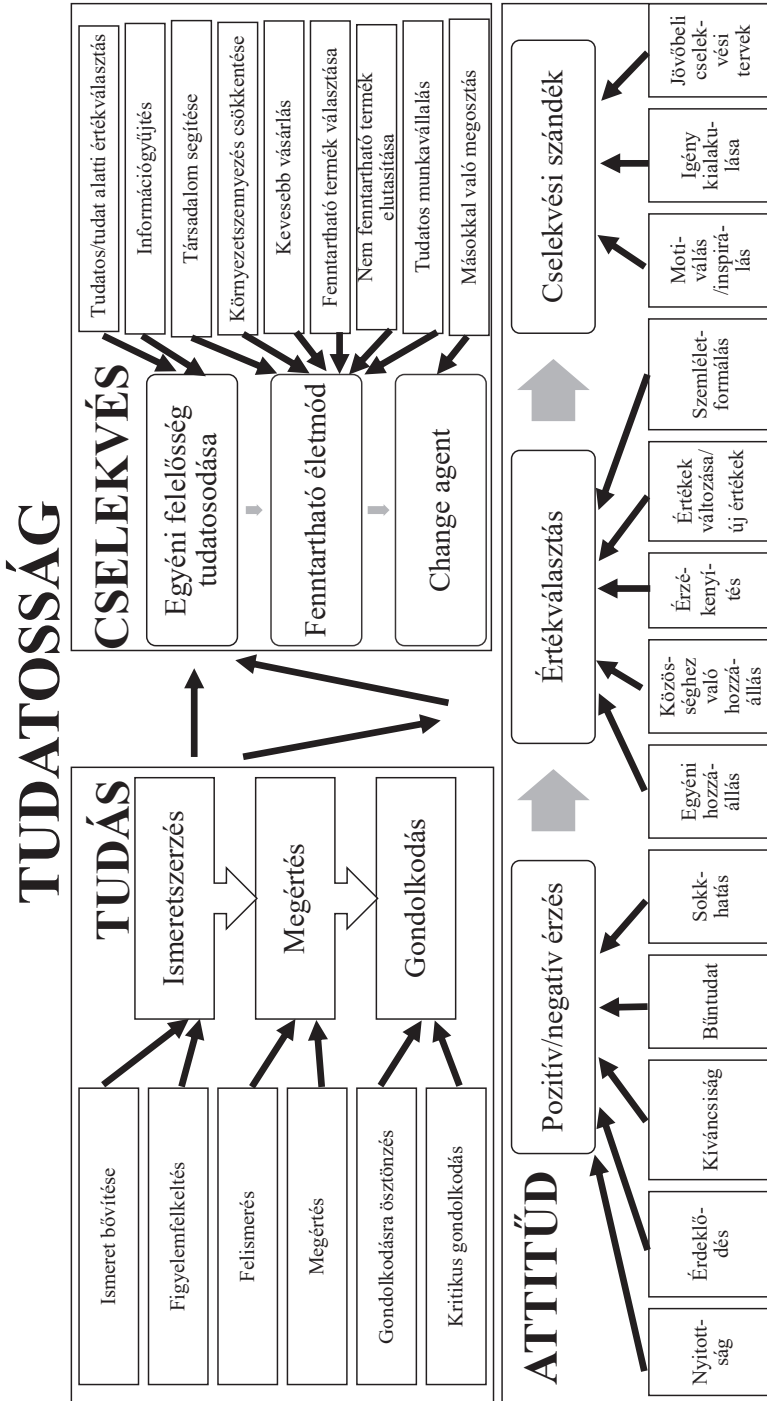 TUDATOSSÁG
TUDÁS
Ismeret bővítése
Figyelemfelkeltés
Felismerés
Megértés
Gondolkodásra ösztönzés
Kritikus gondolkodás
Ismeretszerzés
Megértés
Gondolkodás
CSELEKVÉS
Egyéni felelősség
tudatosodása
Fenntartható életmód
Change agent
Tudatos/tudat alatti értékválasztás
Információgyűjtés
Társadalom segítése
Környezetszennyezés csökkentése
Kevesebb vásárlás
Fenntartható termék választása
Nem fenntartható termék
elutasítása
Tudatos munkavállalás
Másokkal való megosztás
ATTITŰD
Pozitív/negatív érzés
Értékválasztás
Cselekvési szándék
Nyitott-
ság
Érdeklő-
dés
Kíváncsiság
Bűntudat
Sokk-
hatás
Egyéni
hozzá-
állás
Közös-
séghez
való
hozzá-
állás
Érzé-
kenyí-
tés
Értékek
változása/
új értékek
Szemlélet-
formálás
Moti-
válás
/inspirá-
lás
Igény
kialaku-
lása
Jövőbeli
cselek-
vési
tervek